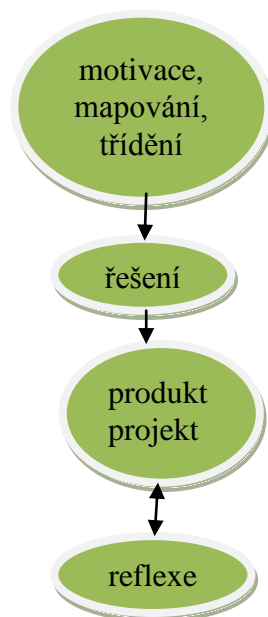 motivace,
mapování,
třídění
řešení
produkt
projekt
reflexe